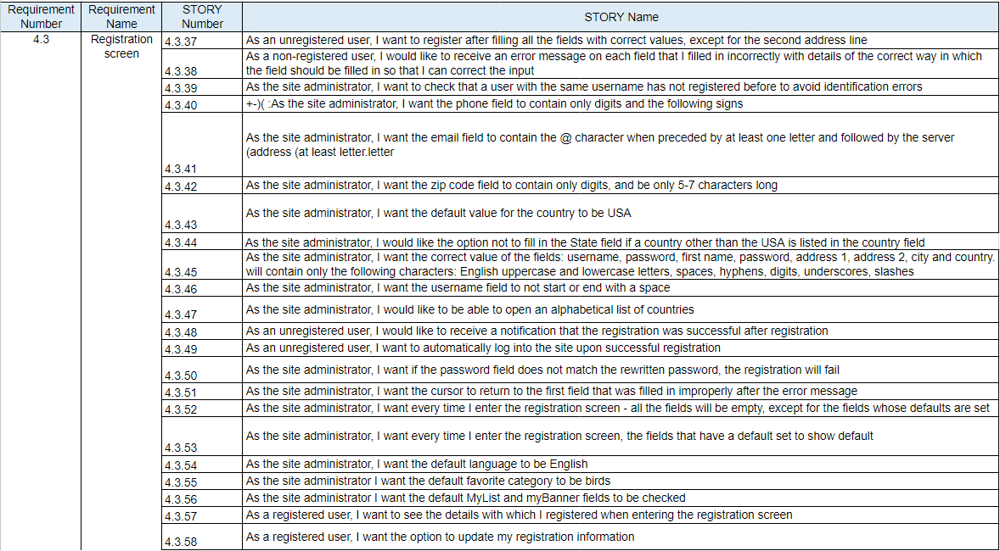 Requirement Number
Requirement Name
STORY Number
STORY Name
4.3
Registration screen
4.3.37
As an unregistered user, I want to register after filling all the fields with correct values, except for the second address line
4.3.38
As a non-registered user, I would like to receive an error message on each field that I filled in incorrectly with details of the correct way in which
the field should be filled in so that I can correct the input
4.3.39
As the site administrator, I want to check that a user with the same username has not registered before to avoid identification errors
4.3.40
+-)( :As the site administrator, I want the phone field to contain only digits and the following signs
4.3.41
As the site administrator, I want the email field to contain the @ character when preceded by at least one letter and followed by the server
(address (at least letter.letter
4.3.42
As the site administrator, I want the zip code field to contain only digits, and be only 5-7 characters long
4.3.43
As the site administrator, I want the default value for the country to be USA
4.3.44
As the site administrator, I would like the option not to fill in the State field if a country other than the USA is listed in the country field
4.3.45
As the site administrator, I want the correct value of the fields: username, password, first name, password, address 1, address 2, city and country.
will contain only the following characters: English uppercase and lowercase letters, spaces, hyphens, digits, underscores, slashes
4.3.46
As the site administrator, I want the username field to not start or end with a space
4.3.47
As the site administrator, I would like to be able to open an alphabetical list of countries
4.3.48
As an unregistered user, I would like to receive a notification that the registration was successful after registration
4.3.49
As an unregistered user, I want to automatically log into the site upon successful registration
4.3.50
As the site administrator, I want if the password field does not match the rewritten password, the registration will fail
4.3.51
As the site administrator, I want the cursor to return to the first field that was filled in improperly after the error message
4.3.52
As the site administrator, I want every time I enter the registration screen - all the fields will be empty, except for the fields whose defaults are set
4.3.53
As the site administrator, I want every time I enter the registration screen, the fields that have a default set to show default
4.3.54
As the site administrator, I want the default language to be English
4.3.55
As the site administrator I want the default favorite category to be birds
4.3.56
As the site administrator I want the default MyList and myBanner fields to be checked
4.3.57
As a registered user, I want to see the details with which I registered when entering the registration screen
4.3.58
As a registered user, I want the option to update my registration information